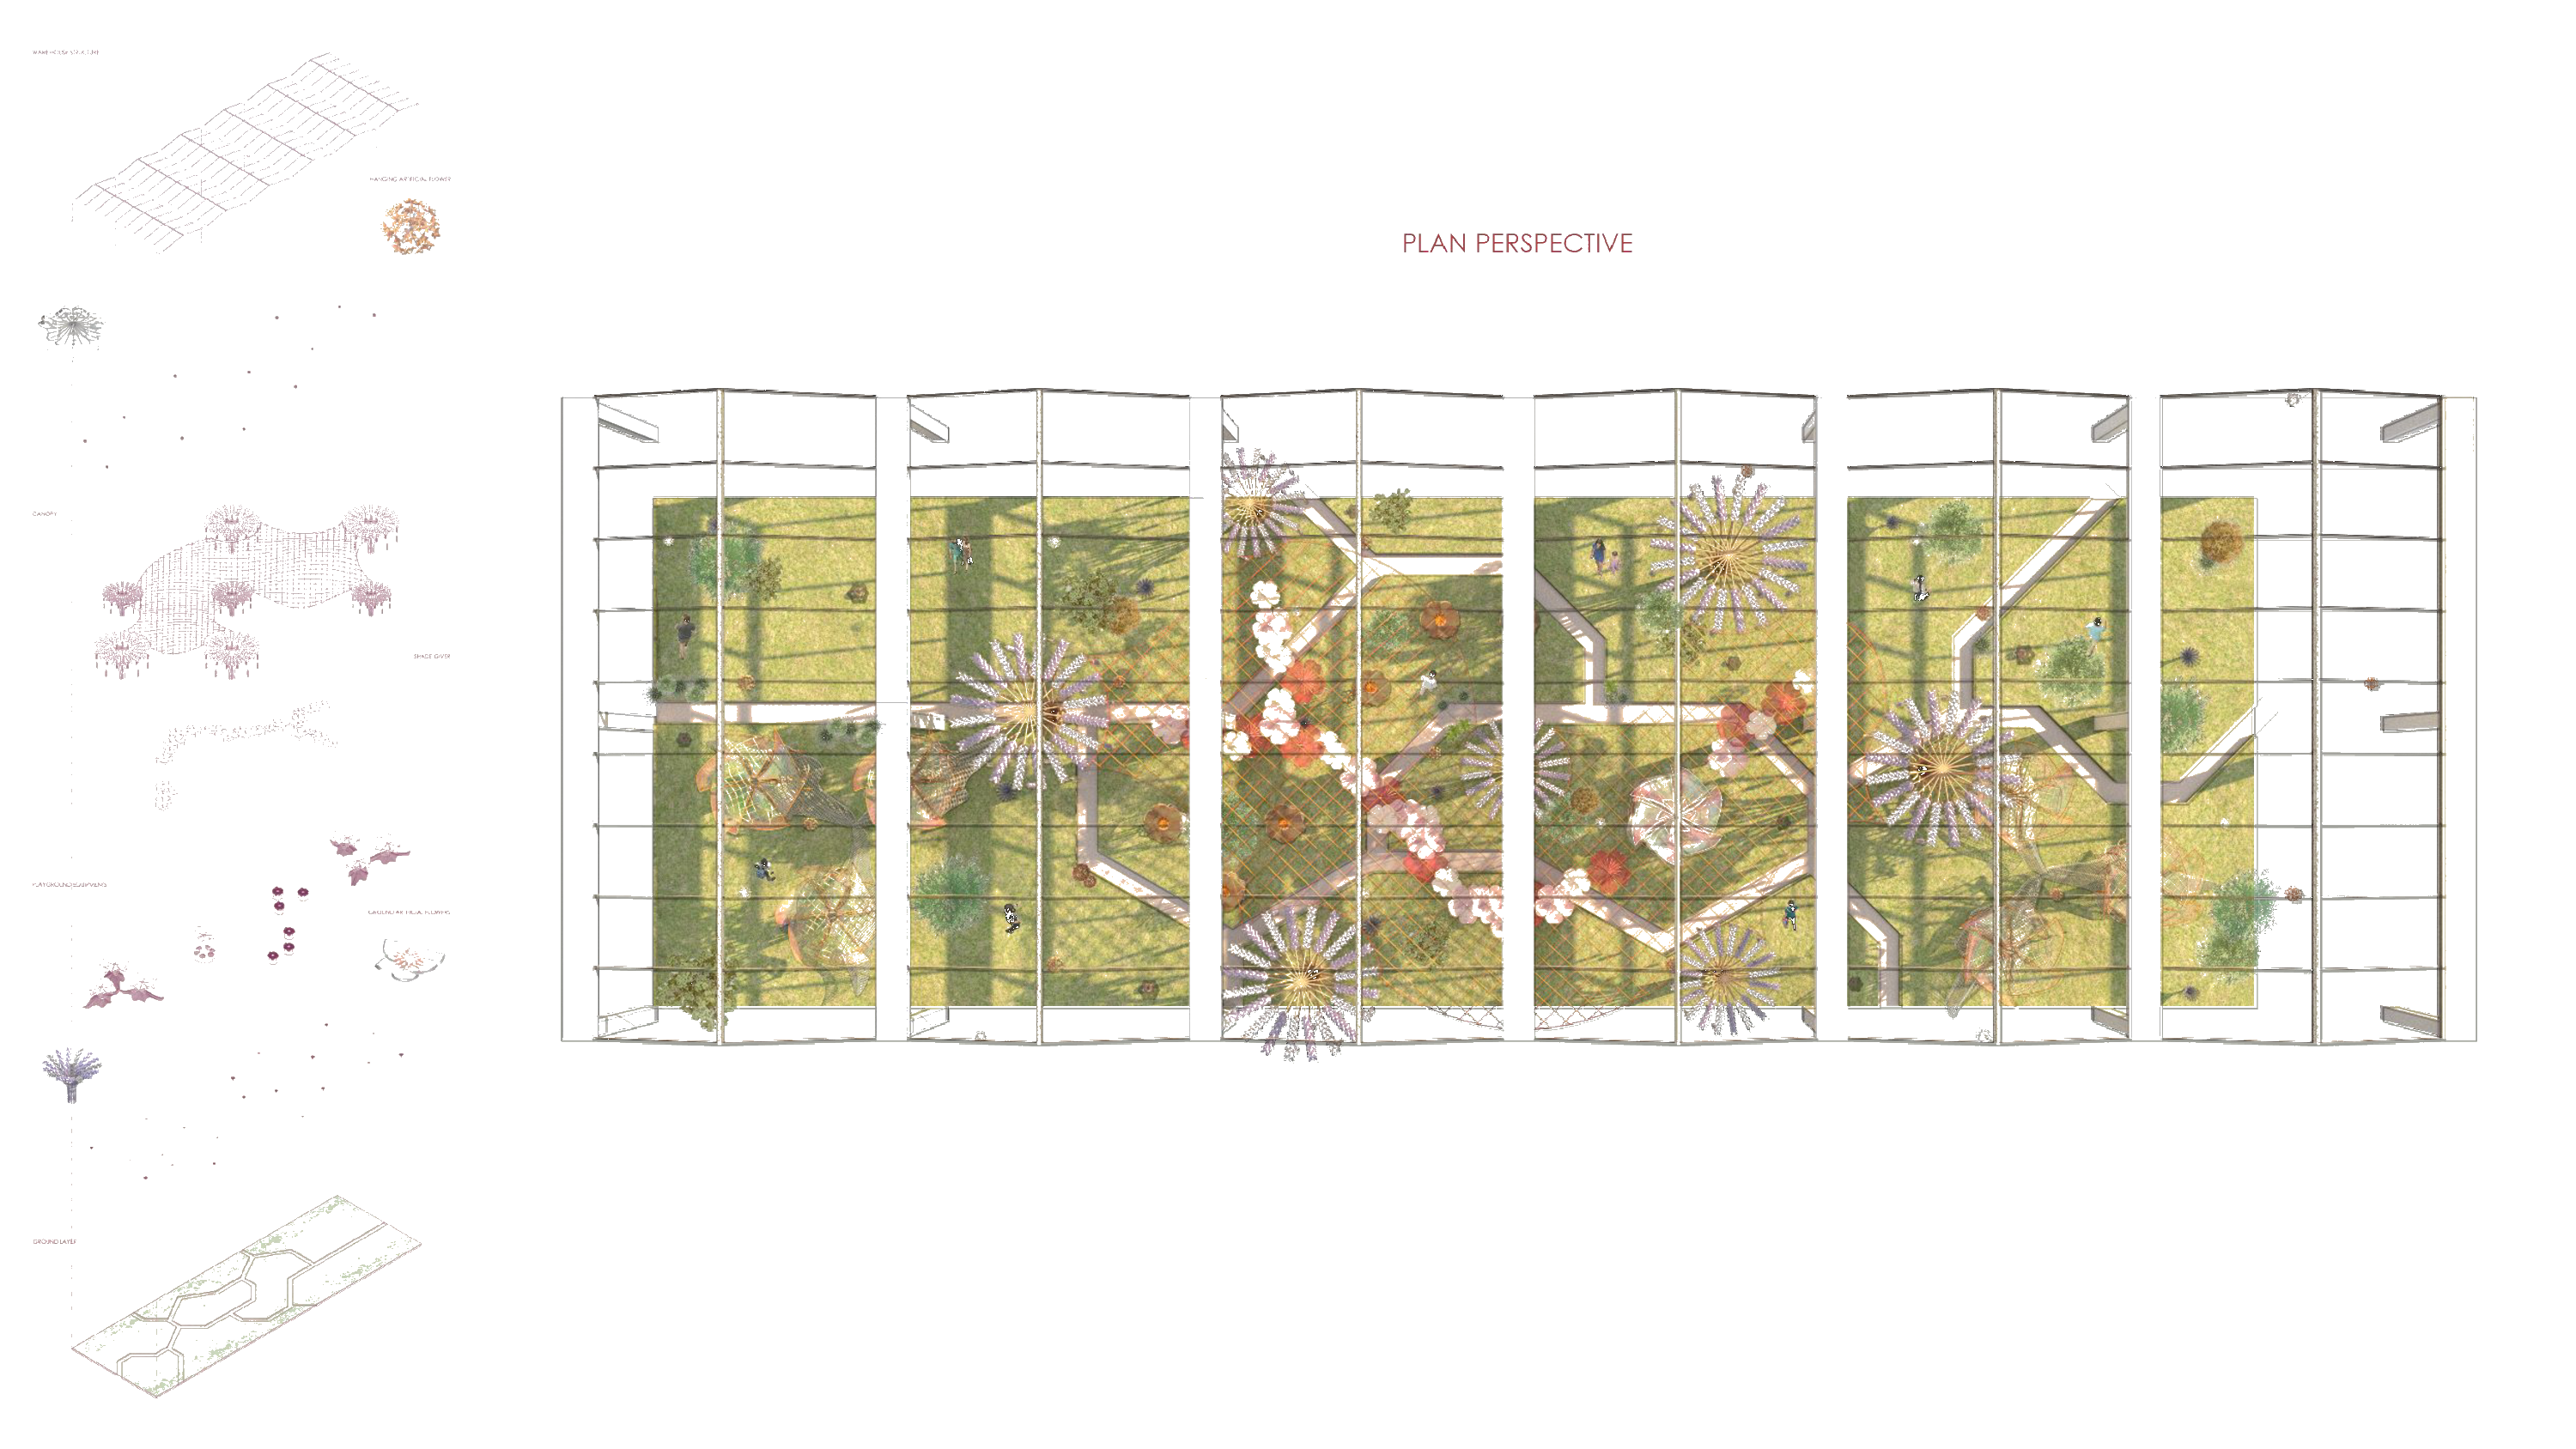 WAREHOUSE STRUCTURE
HANGING ARTIFICIAL FLOWER
PLAN PERSPECTIVE
CANOPY
SPACE GIVER
PLAYGROUND EQUIPMENTS
GROUND ARTIFICIAL FLOWERS
GROUND LAYER